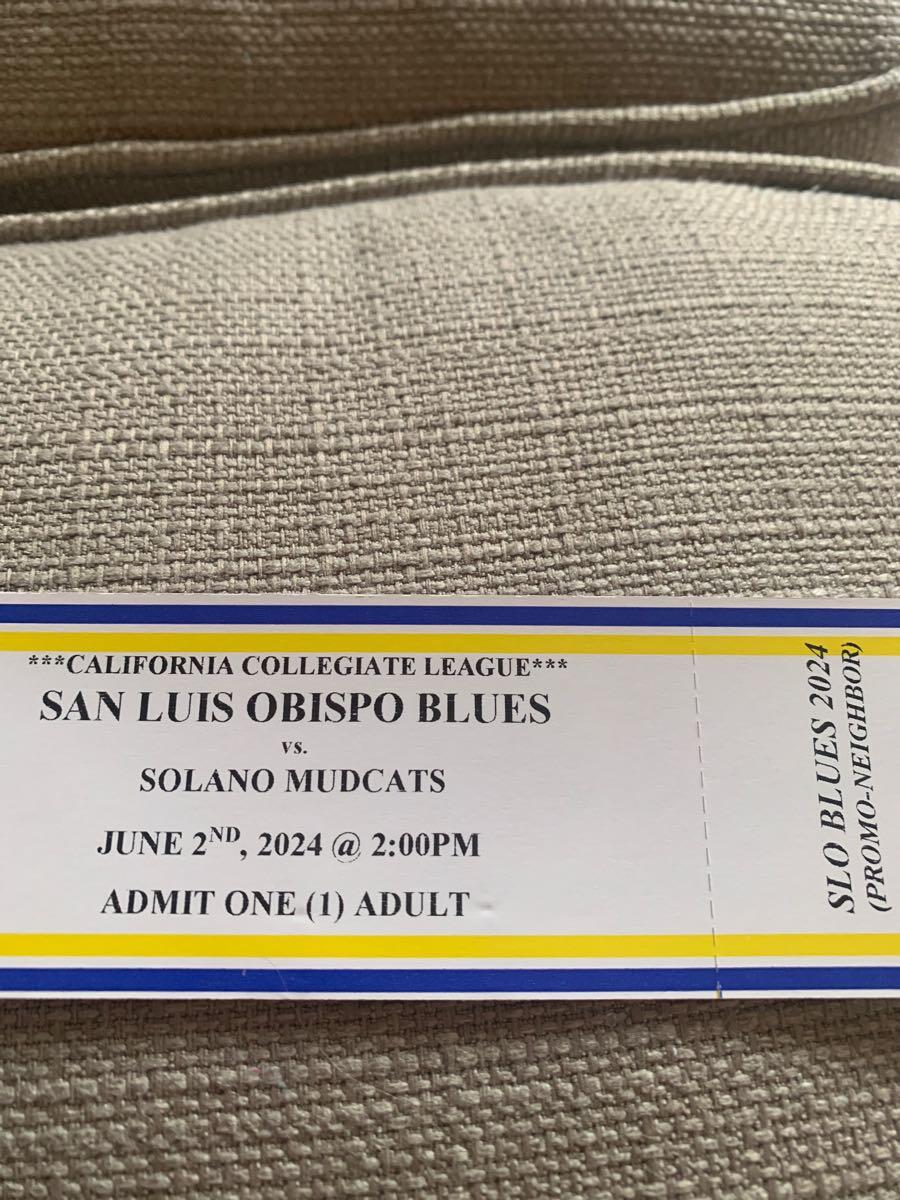 ***CALIFORNIA COLLEGIATE LEAGUE***
SAN LUIS OBISPO BLUES
vs.
SOLANO MUDCATS
JUNE 2ND, 2024 @ 2:00PM
ADMIT ONE (1) ADULT
SLO BLUES 2024
(PROMO-NEIGHBOR)